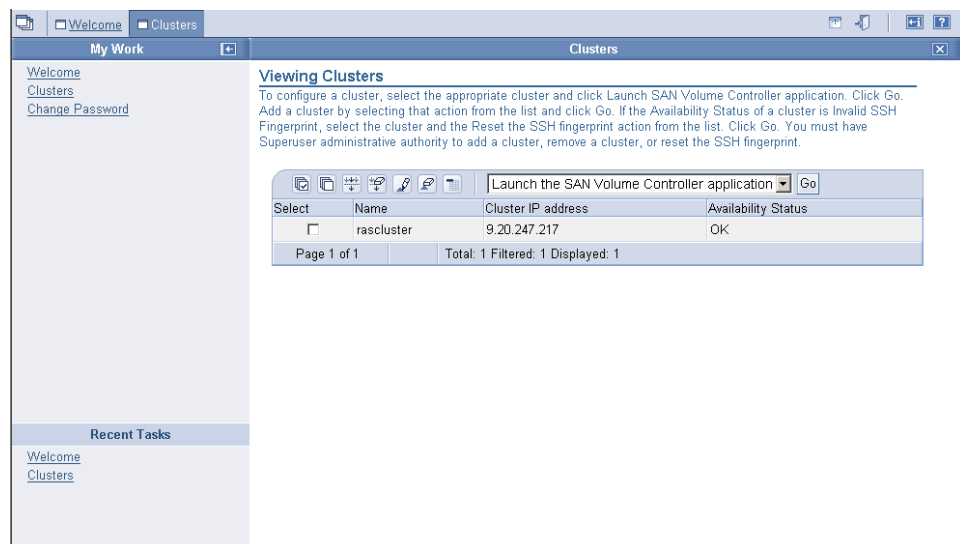 Welcome Clusters
My Work
Clusters
Welcome
Clusters
Change Password
Viewing Clusters
To configure a cluster, select the appropriate cluster and click Launch SAN Volume Controller application. Click Go.
Add a cluster by selecting that action from the list and click Go. If the Availability Status of a cluster is Invalid SSH
Fingerprint, select the cluster and the Reset the SSH fingerprint action from the list. Click Go. You must have
Superuser administrative authority to add a cluster, remove a cluster, or reset the SSH fingerprint.
Launch the SAN Volume Controller application Go
Select Name Cluster IP address Availability Status
rascluster 9.20.247.217 OK
Page 1 of 1 Total: 1 Filtered: 1 Displayed: 1
Recent Tasks
Welcome
Clusters